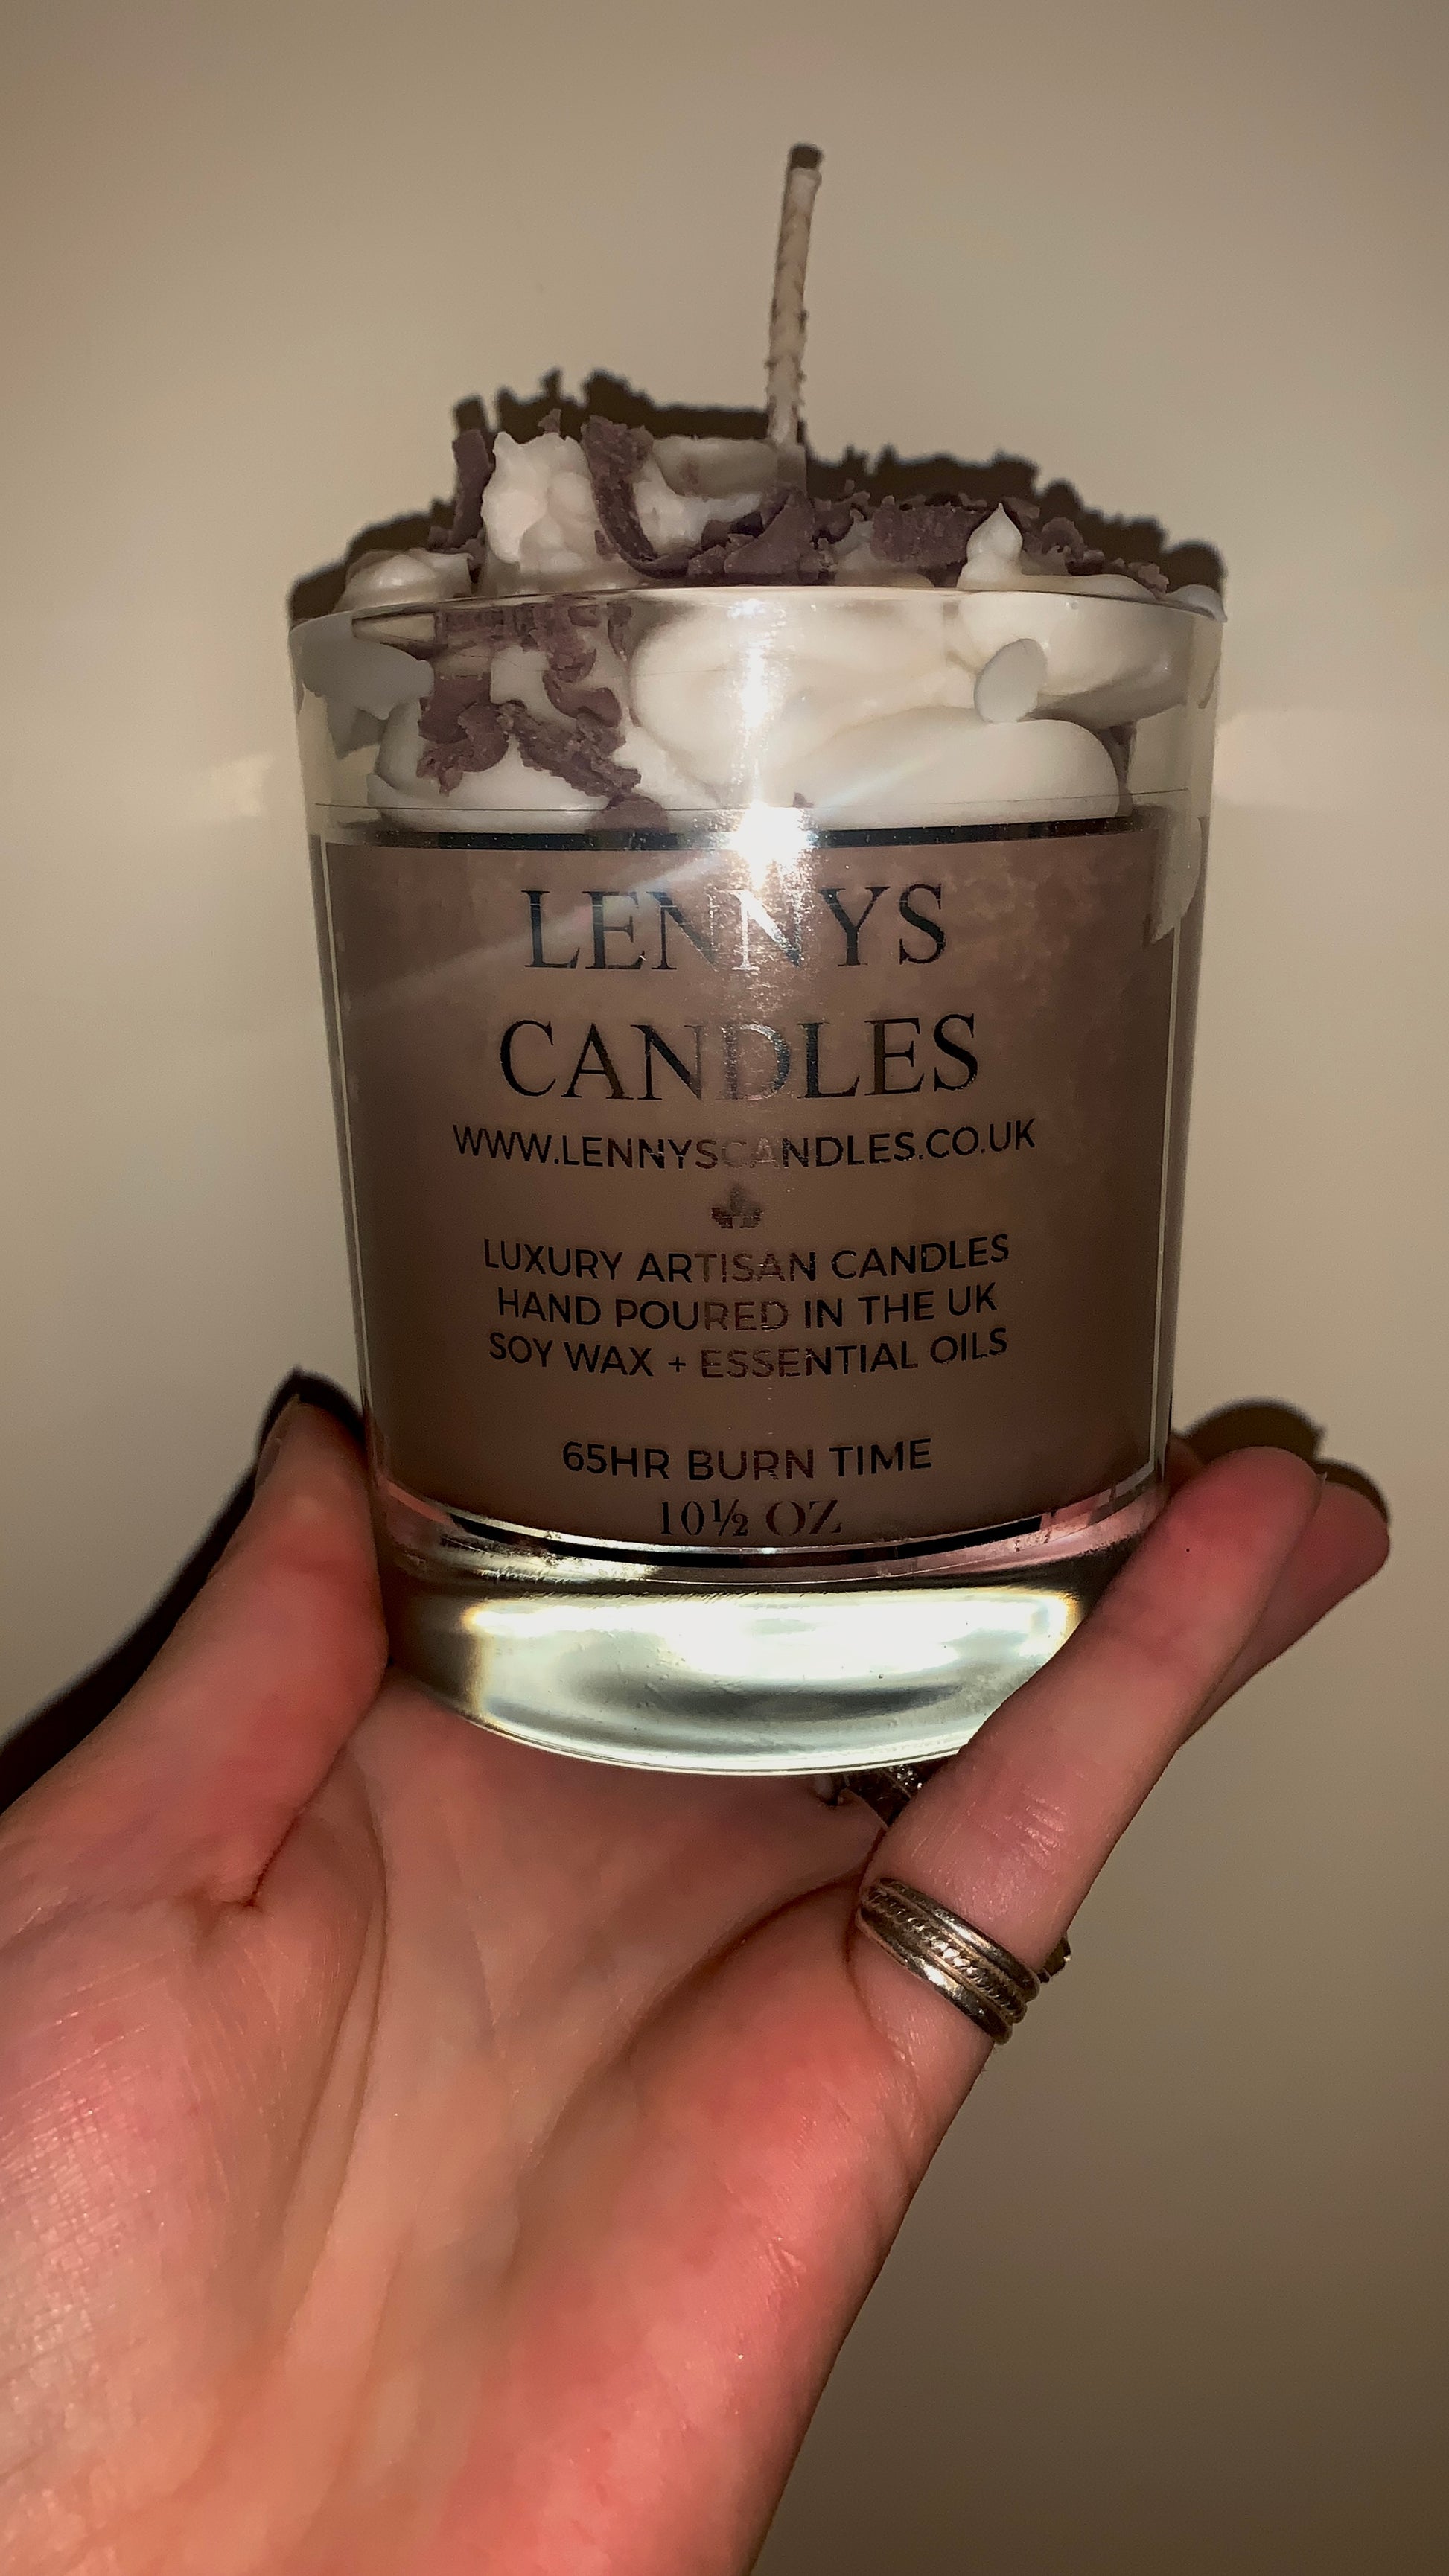 LENNYS
CANDLES
WWW.LENNYSCANDLES.CO.UK
LUXURY ARTISAN CANDLES
HAND POURED IN THE UK
SOY WAX + ESSENTIAL OILS
65HR BURN TIME
10½ OZ